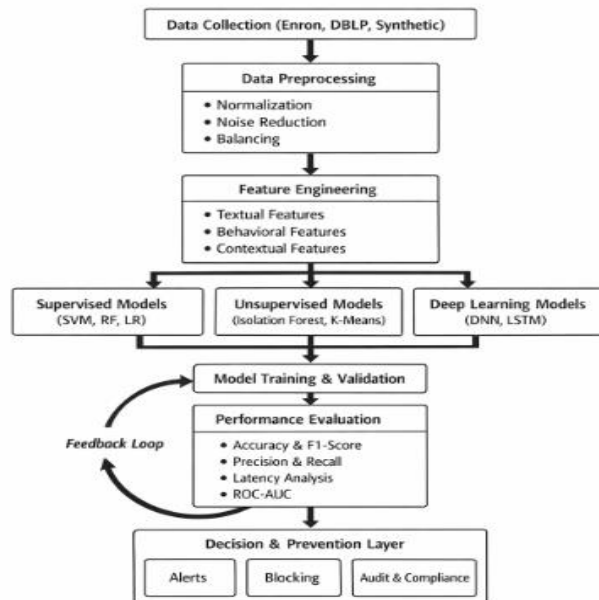 Data Collection (Enron, DBLP, Synthetic)
Data Preprocessing
• Normalization
• Noise Reduction
• Balancing
Feature Engineering
• Textual Features
• Behavioral Features
• Contextual Features
Supervised Models
(SVM, RF, LR)
Unsupervised Models
(Isolation Forest, K-Means)
Deep Learning Models
(DNN, LSTM)
Model Training & Validation
Performance Evaluation
• Accuracy & F1-Score
• Precision & Recall
• Latency Analysis
• ROC-AUC
Feedback Loop
Decision & Prevention Layer
Alerts
Blocking
Audit & Compliance